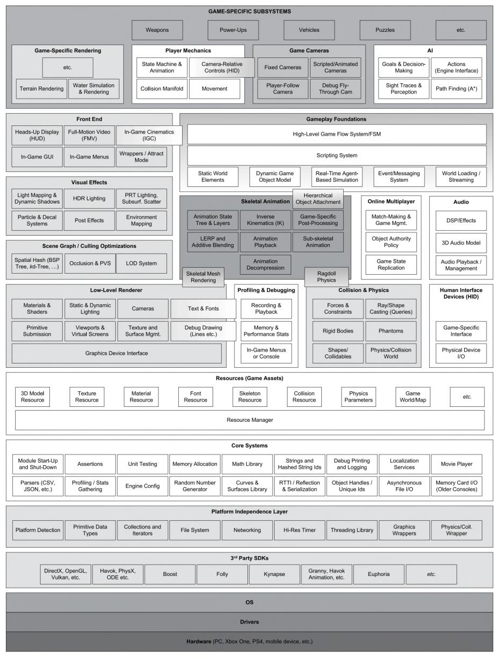 GAME-SPECIFIC SUBSYSTEMS
Weapons
Power-Ups
Vehicles
Puzzles
etc.
Game-Specific Rendering
etc.
Terrain Rendering
Water Simulation
& Rendering
Player Mechanics
State Machine &
Animation
Camera-Relative
Controls (HID)
Collision Manifold
Movement
Game Cameras
Fixed Cameras
Scripted/Animated
Cameras
Player-Follow
Camera
Debug Fly-
Through Cam
AI
Goals & Decision-
Making
Actions
(Engine Interface)
Sight Traces &
Perception
Path Finding (A*)
Front End
Heads-Up Display
(HUD)
Full-Motion Video
(FMV)
In-Game Cinematics
(IGC)
In-Game GUI
In-Game Menus
Wrappers / Attract
Mode
Gameplay Foundations
High-Level Game Flow System/FSM
Scripting System
Static World
Elements
Dynamic Game
Object Model
Real-Time Agent-
Based Simulation
Event/Messaging
System
World Loading /
Streaming
Visual Effects
Light Mapping &
Dynamic Shadows
HDR Lighting
PRT Lighting,
Subsurf. Scatter
Particle & Decal
Systems
Post Effects
Environment
Mapping
Hierarchical
Object Attachment
Skeletal Animation
Animation State
Tree & Layers
Inverse
Kinematics (IK)
Game-Specific
Post-Processing
LERP and
Additive Blending
Animation
Playback
Sub-skeletal
Animation
Animation
Decompression
Skeletal Mesh
Rendering
Ragdoll
Physics
Online Multiplayer
Match-Making &
Game Mgmt.
Object Authority
Policy
Game State
Replication
Audio
DSP/Effects
3D Audio Model
Audio Playback /
Management
Scene Graph / Culling Optimizations
Spatial Hash (BSP
Tree, kd-Tree, ...)
Occlusion & PVS
LOD System
Low-Level Renderer
Materials &
Shaders
Static & Dynamic
Lighting
Cameras
Text & Fonts
Primitive
Submission
Viewports &
Virtual Screens
Texture and
Surface Mgmt.
Debug Drawing
(Lines etc.)
Graphics Device Interface
Profiling & Debugging
Recording &
Playback
Memory &
Performance Stats
In-Game Menus
or Console
Collision & Physics
Forces &
Constraints
Ray/Shape
Casting (Queries)
Rigid Bodies
Phantoms
Shapes/
Collidables
Physics/Collision
World
Human Interface
Devices (HID)
Game-Specific
Interface
Physical Device
I/O
Resources (Game Assets)
3D Model
Resource
Texture
Resource
Material
Resource
Font
Resource
Skeleton
Resource
Collision
Resource
Physics
Parameters
Game
World/Map
etc.
Resource Manager
Core Systems
Module Start-Up
and Shut-Down
Assertions
Unit Testing
Memory Allocation
Math Library
Strings and
Hashed String Ids
Debug Printing
and Logging
Localization
Services
Movie Player
Parsers (CSV,
JSON, etc.)
Profiling / Stats
Gathering
Engine Config
Random Number
Generator
Curves &
Surfaces Library
RTTI / Reflection
& Serialization
Object Handles /
Unique Ids
Asynchronous
File I/O
Memory Card I/O
(Older Consoles)
Platform Independence Layer
Platform Detection
Primitive Data
Types
Collections and
Iterators
File System
Networking
Hi-Res Timer
Threading Library
Graphics
Wrappers
Physics/Coll.
Wrapper
3rd Party SDKs
DirectX, OpenGL,
Vulkan, etc.
Havok, PhysX,
ODE etc.
Boost
Folly
Kynapse
Granny, Havok
Animation, etc.
Euphoria
etc.
OS
Drivers
Hardware (PC, Xbox One, PS4, mobile device, etc.)